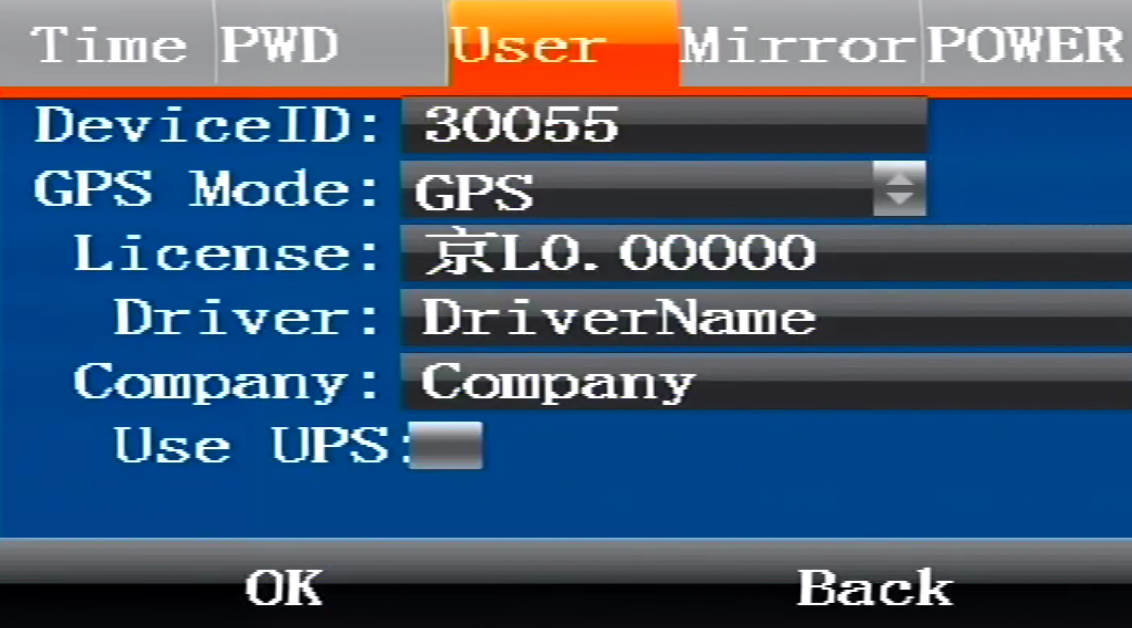 Time PWD User Mirror POWER
DeviceID: 30055
GPS Mode: GPS
License: 京L0.00000
Driver: DriverName
Company: Company
Use UPS:
OK Back